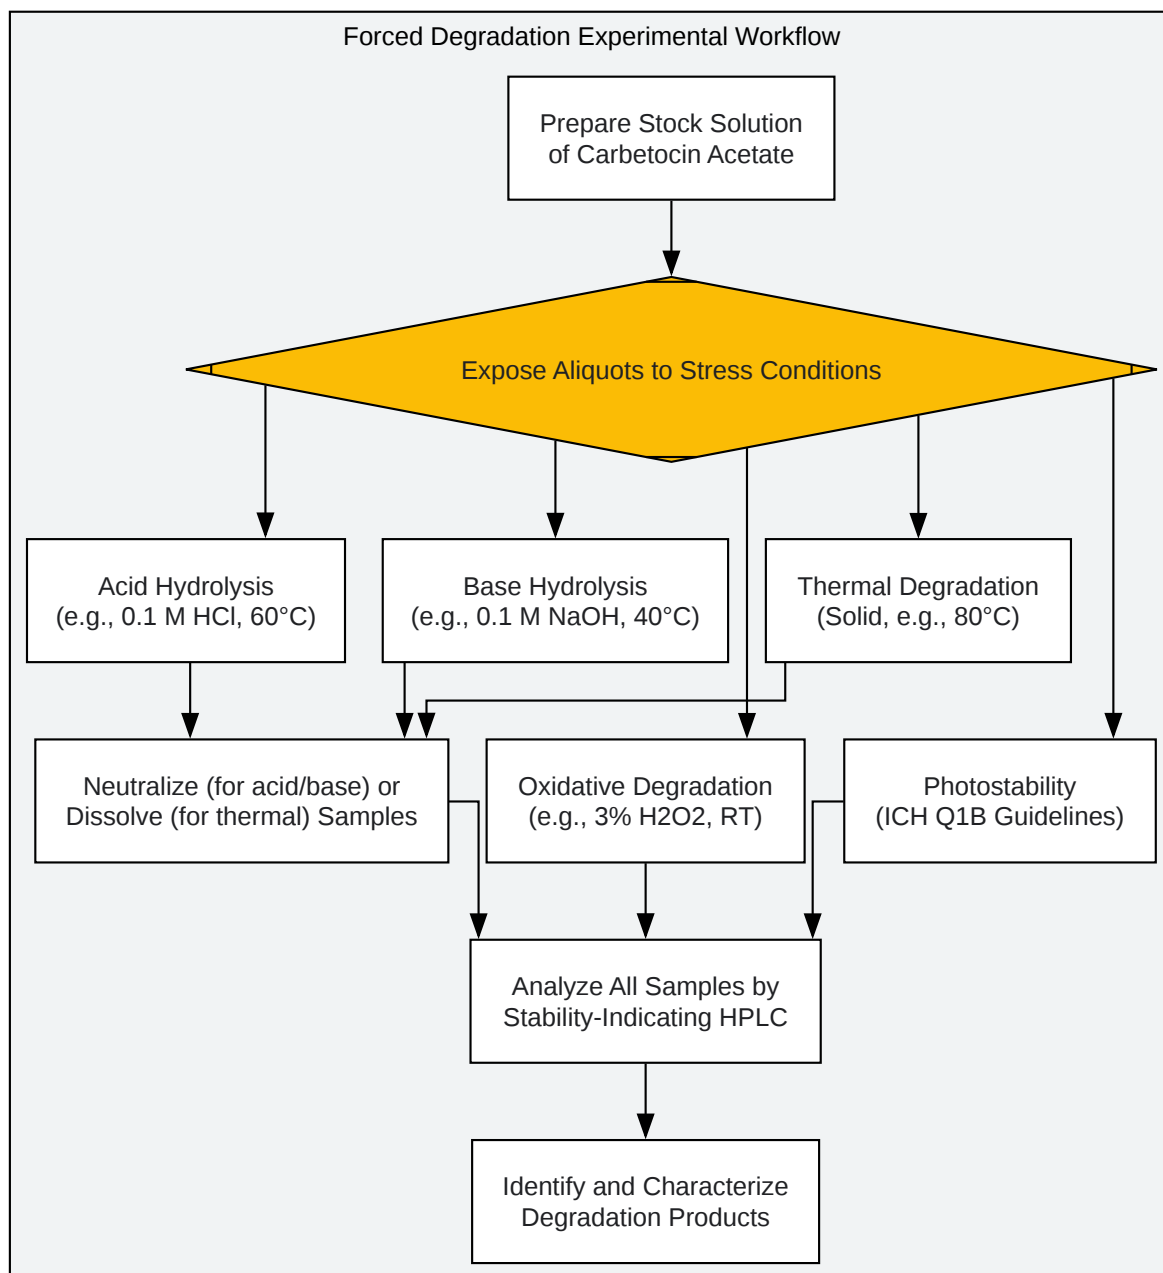 Forced Degradation Experimental Workflow
Prepare Stock Solution
of Carbetocin Acetate
Expose Aliquots to Stress Conditions
Acid Hydrolysis
(e.g., 0.1 M HCl, 60°C)
Base Hydrolysis
(e.g., 0.1 M NaOH, 40°C)
Thermal Degradation
(Solid, e.g., 80°C)
Neutralize (for acid/base) or
Dissolve (for thermal) Samples
Oxidative Degradation
(e.g., 3% H2O2, RT)
Photostability
(ICH Q1B Guidelines)
Analyze All Samples by
Stability-Indicating HPLC
Identify and Characterize
Degradation Products